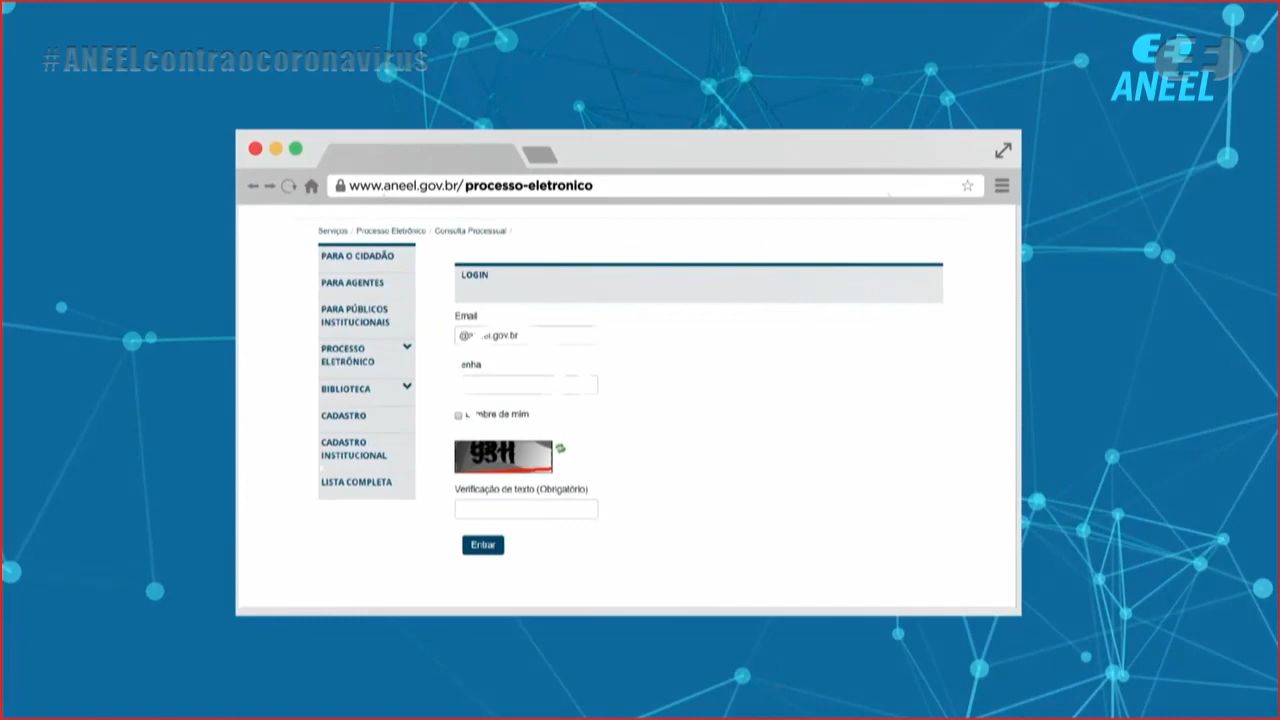 #ANEELcontraocoronavirus
ANEEL
www.aneel.gov.br/processo-eletronico
Serviços / Processo Eletrônico / Consulta Processual /
PARA O CIDADÃO
PARA AGENTES
PARA PÚBLICOS
INSTITUCIONAIS
PROCESSO
ELETRÔNICO
BIBLIOTECA
CADASTRO
CADASTRO
INSTITUCIONAL
LISTA COMPLETA
LOGIN
Email
.gov.br
enha
mbre de mim
Verificação de texto (Obrigatório)
Entrar